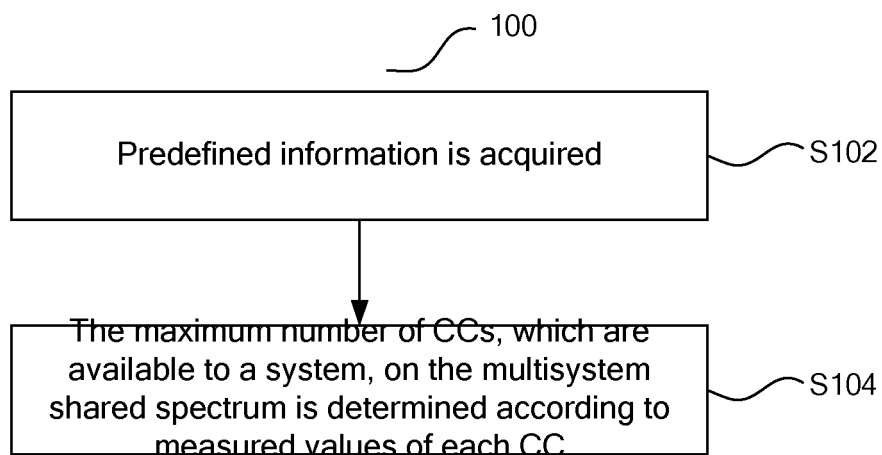 100
Predefined information is acquired
S102
The maximum number of CCs, which are
available to a system, on the multisystem
shared spectrum is determined according to
measured values of each CC
S104